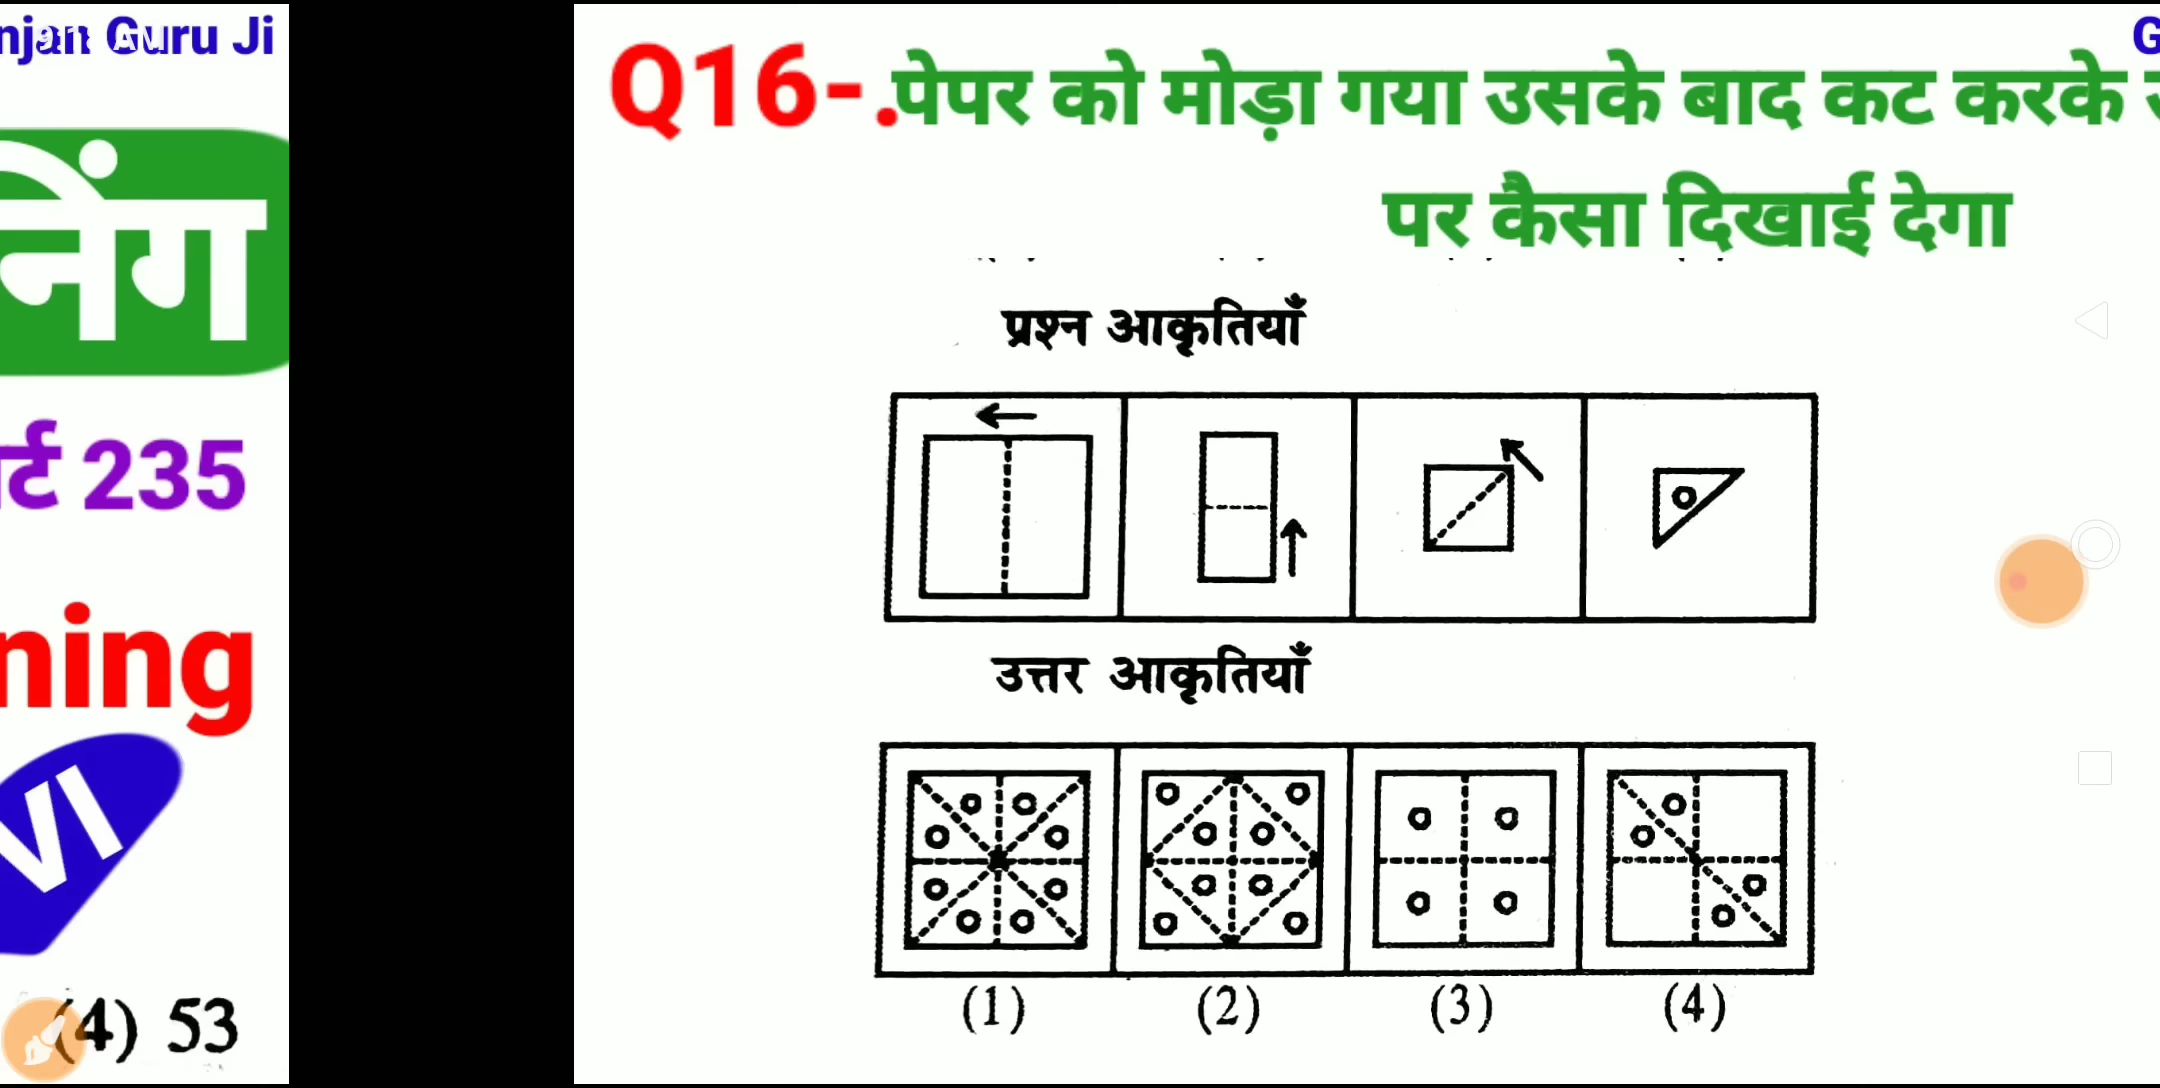 Guru Ji
Q16-.पेपर को मोड़ा गया उसके बाद कट करके
पर कैसा दिखाई देगा
प्रश्न आकृतियाँ
235
उत्तर आकृतियाँ
ning
VI
(1) (2) (3) (4)
(4) 53